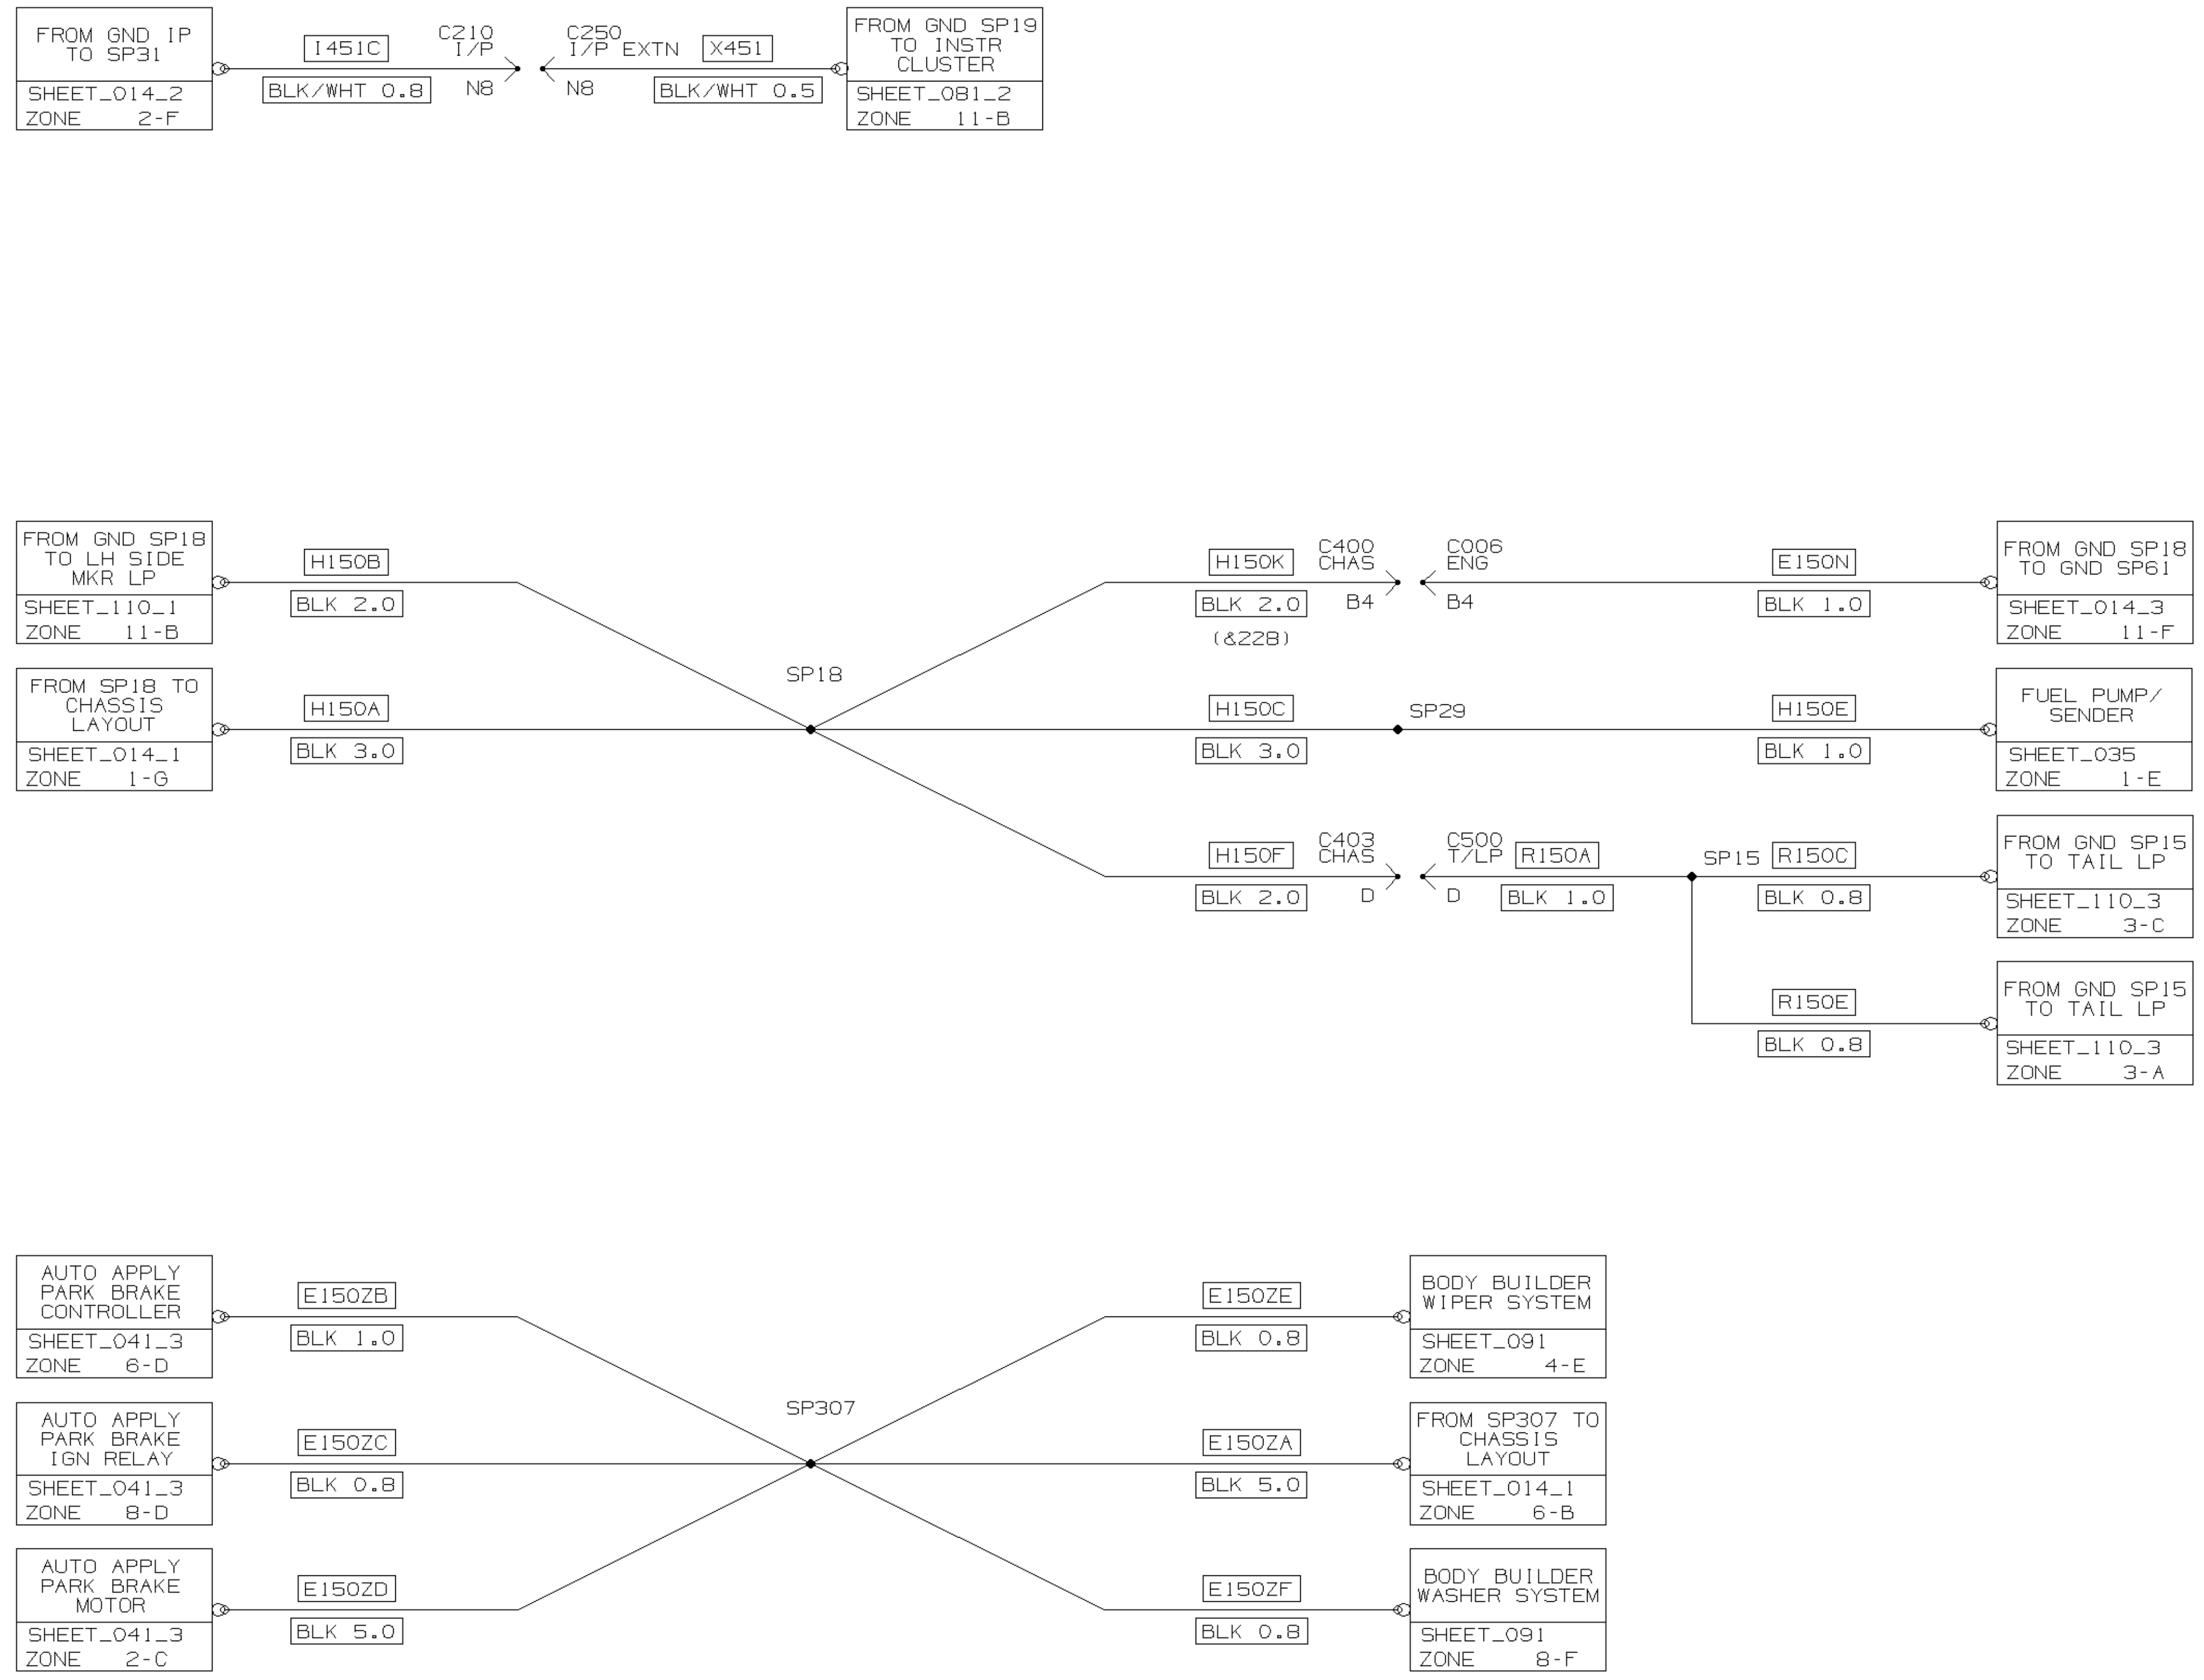 FROM GND IP
TO SP31
SHEET_014_2
ZONE 2-F
I451C
BLK/WHT 0.8
C210
I/P
N8
C250
I/P EXTN
N8
X451
BLK/WHT 0.5
FROM GND SP19
TO INSTR
CLUSTER
SHEET_081_2
ZONE 11-B
FROM GND SP18
TO LH SIDE
MKR LP
SHEET_110_1
ZONE 11-B
H150B
BLK 2.0
FROM SP18 TO
CHASSIS
LAYOUT
SHEET_014_1
ZONE 1-G
H150A
BLK 3.0
SP18
H150K
BLK 2.0
(&228)
C400
CHAS
B4
C006
ENG
B4
E150N
BLK 1.0
FROM GND SP18
TO GND SP61
SHEET_014_3
ZONE 11-F
H150C
BLK 3.0
SP29
H150E
BLK 1.0
FUEL PUMP/
SENDER
SHEET_035
ZONE 1-E
H150F
BLK 2.0
C403
CHAS
D
C500
T/LP
D
R150A
BLK 1.0
SP15
R150C
BLK 0.8
FROM GND SP15
TO TAIL LP
SHEET_110_3
ZONE 3-C
R150E
BLK 0.8
FROM GND SP15
TO TAIL LP
SHEET_110_3
ZONE 3-A
AUTO APPLY
PARK BRAKE
CONTROLLER
SHEET_041_3
ZONE 6-D
E150ZB
BLK 1.0
AUTO APPLY
PARK BRAKE
IGN RELAY
SHEET_041_3
ZONE 8-D
E150ZC
BLK 0.8
AUTO APPLY
PARK BRAKE
MOTOR
SHEET_041_3
ZONE 2-C
E150ZD
BLK 5.0
SP307
E150ZE
BLK 0.8
BODY BUILDER
WIPER SYSTEM
SHEET_091
ZONE 4-E
E150ZA
BLK 5.0
FROM SP307 TO
CHASSIS
LAYOUT
SHEET_014_1
ZONE 6-B
E150ZF
BLK 0.8
BODY BUILDER
WASHER SYSTEM
SHEET_091
ZONE 8-F